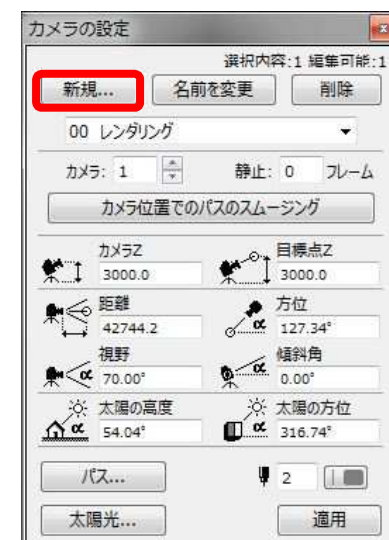 カメラの設定
選択内容:1 編集可能:1
新規... 名前を変更 削除
00 レンダリング
カメラ: 1 静止: 0 フレーム
カメラ位置でのパスのスムージング
カメラZ 目標点Z
3000.0 3000.0
距離 方位
42744.2 α 127.34°
視野 傾斜角
α 70.00° α 0.00°
太陽の高度 太陽の方位
α 54.04° α 316.74°
パス... 2
太陽光... 適用